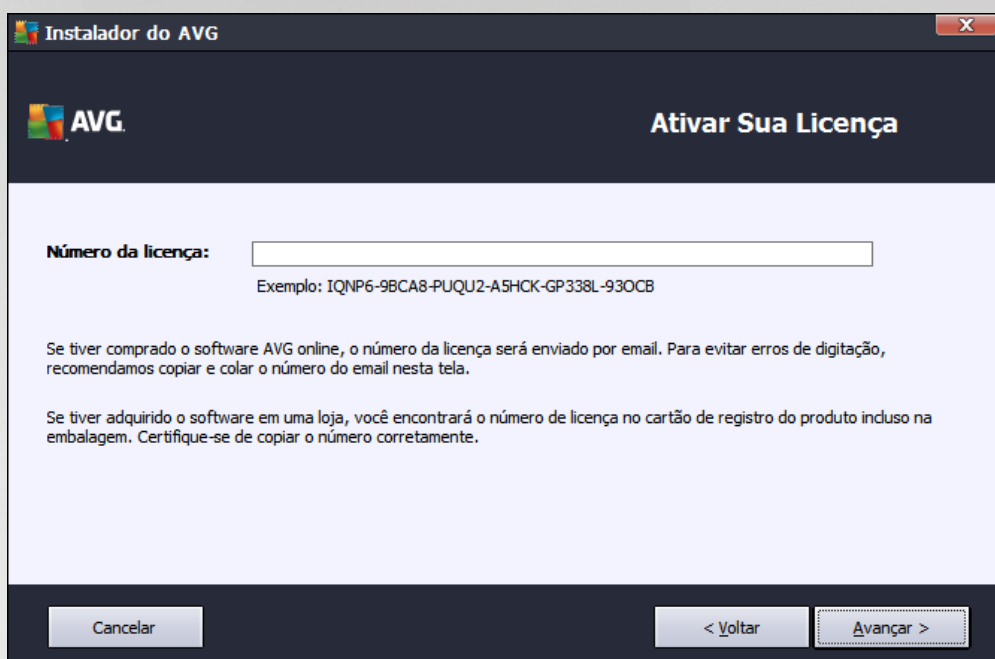 Instalador do AVG
X
AVG.
Ativar Sua Licença
Número da licença:
Exemplo: IQNP6-9BCA8-PUQU2-A5HCK-GP338L-93OCB
Se tiver comprado o software AVG online, o número da licença será enviado por email. Para evitar erros de digitação,
recomendamos copiar e colar o número do email nesta tela.
Se tiver adquirido o software em uma loja, você encontrará o número de licença no cartão de registro do produto incluso na
embalagem. Certifique-se de copiar o número corretamente.
Cancelar
< Voltar
Avançar >